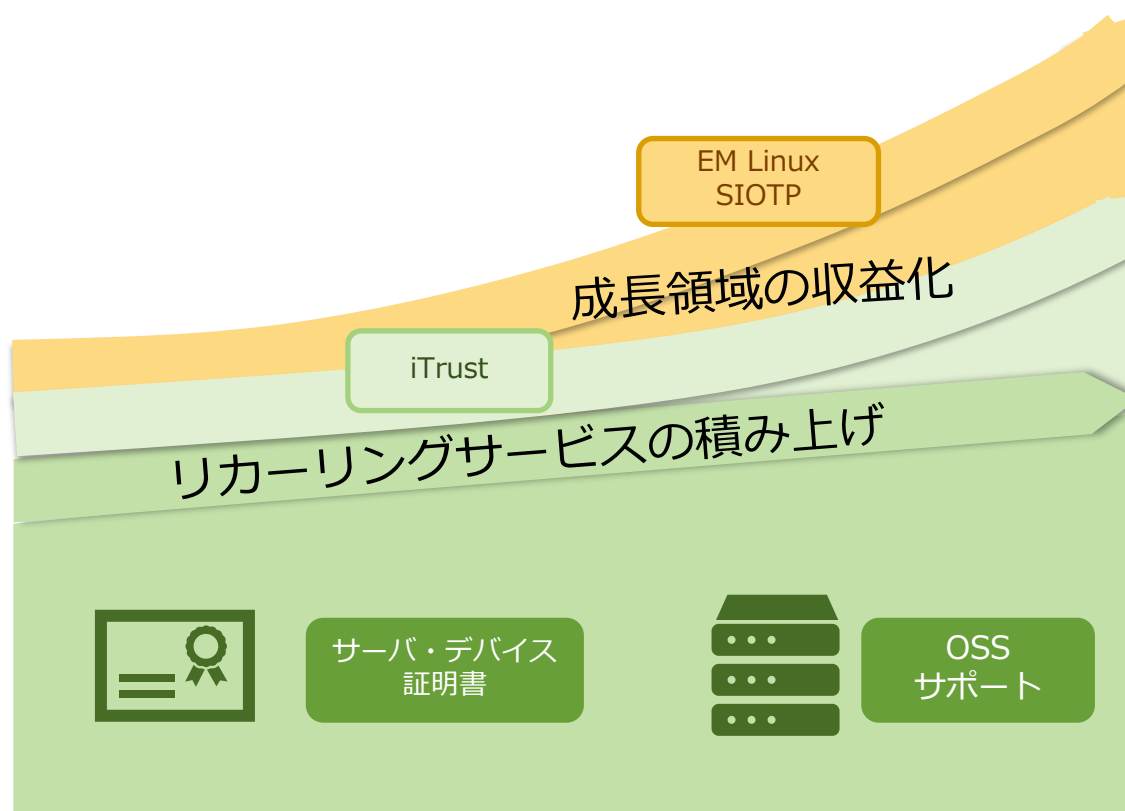 EM Linux
SIOTP
成長領域の収益化
iTrust
リカーリングサービスの積み上げ
サーバ・デバイス
証明書
OSS
サポート